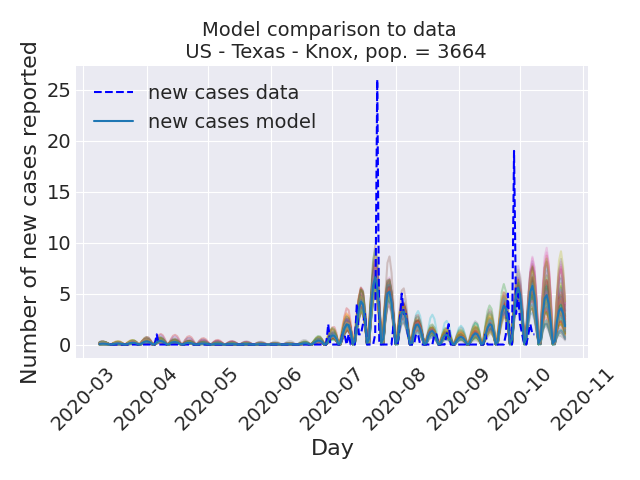 Model comparison to data
US - Texas - Knox, pop. = 3664
Number of new cases reported
25
20
15
10
5
0
new cases data
new cases model
2020-03
2020-04
2020-05
2020-06
2020-07
2020-08
2020-09
2020-10
2020-11
Day